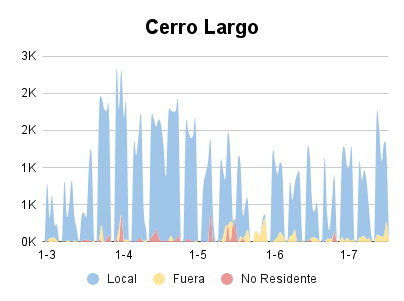 Cerro Largo
3K
2K
2K
1K
1K
0K
1-3 1-4 1-5 1-6 1-7
Local Fuera No Residente